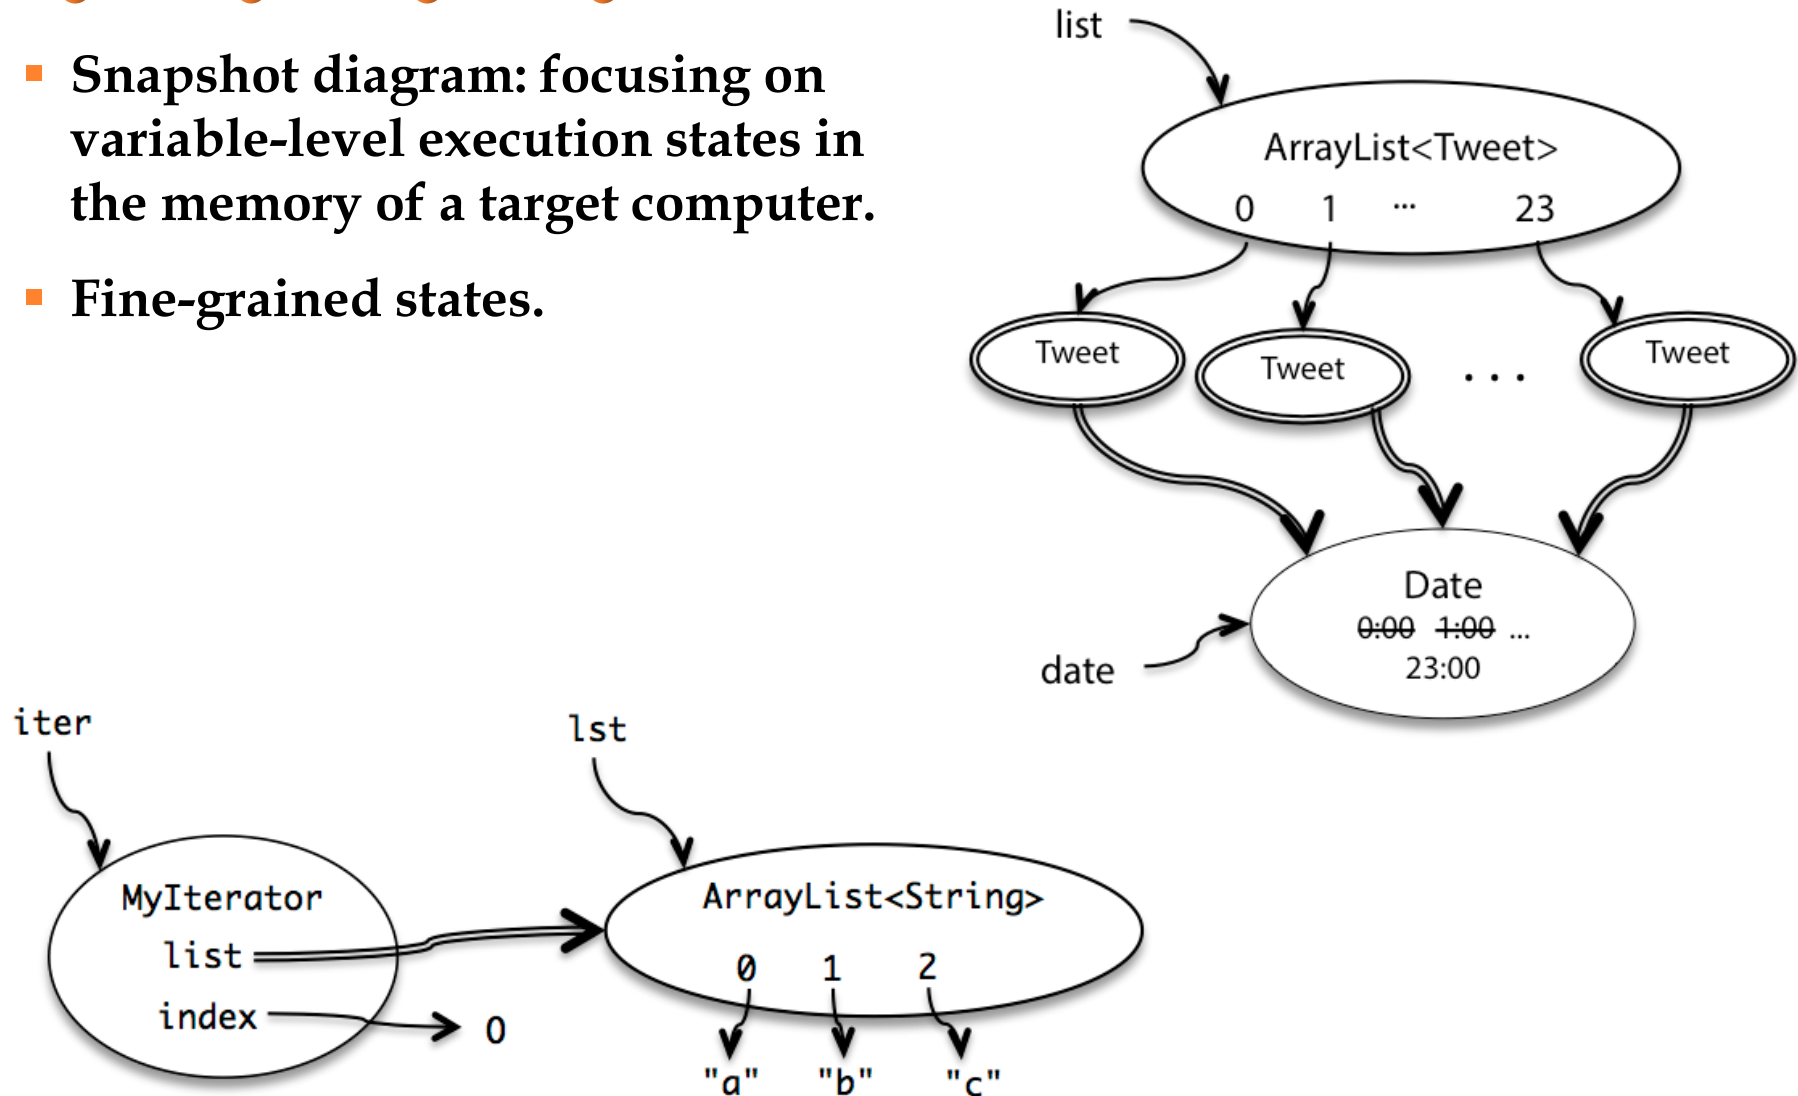 Snapshot diagram: focusing on
variable-level execution states in
the memory of a target computer.
Fine-grained states.
list
ArrayList<Tweet>
0 1 ... 23
Tweet
Tweet
. . .
Tweet
Date
0:00 1:00 ...
23:00
date
iter
lst
MyIterator
list
index
0
ArrayList<String>
0 1 2
"a" "b" "c"